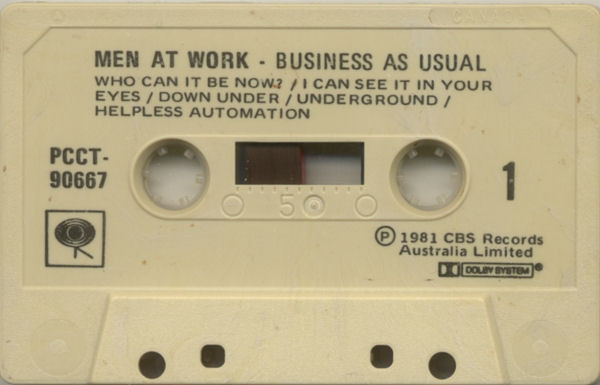 CANADA
MEN AT WORK - BUSINESS AS USUAL
WHO CAN IT BE NOW? / I CAN SEE IT IN YOUR
EYES / DOWN UNDER / UNDERGROUND /
HELPLESS AUTOMATION
PCCT-
90667
1
5
Ⓟ 1981 CBS Records
Australia Limited
DOLBY SYSTEM®